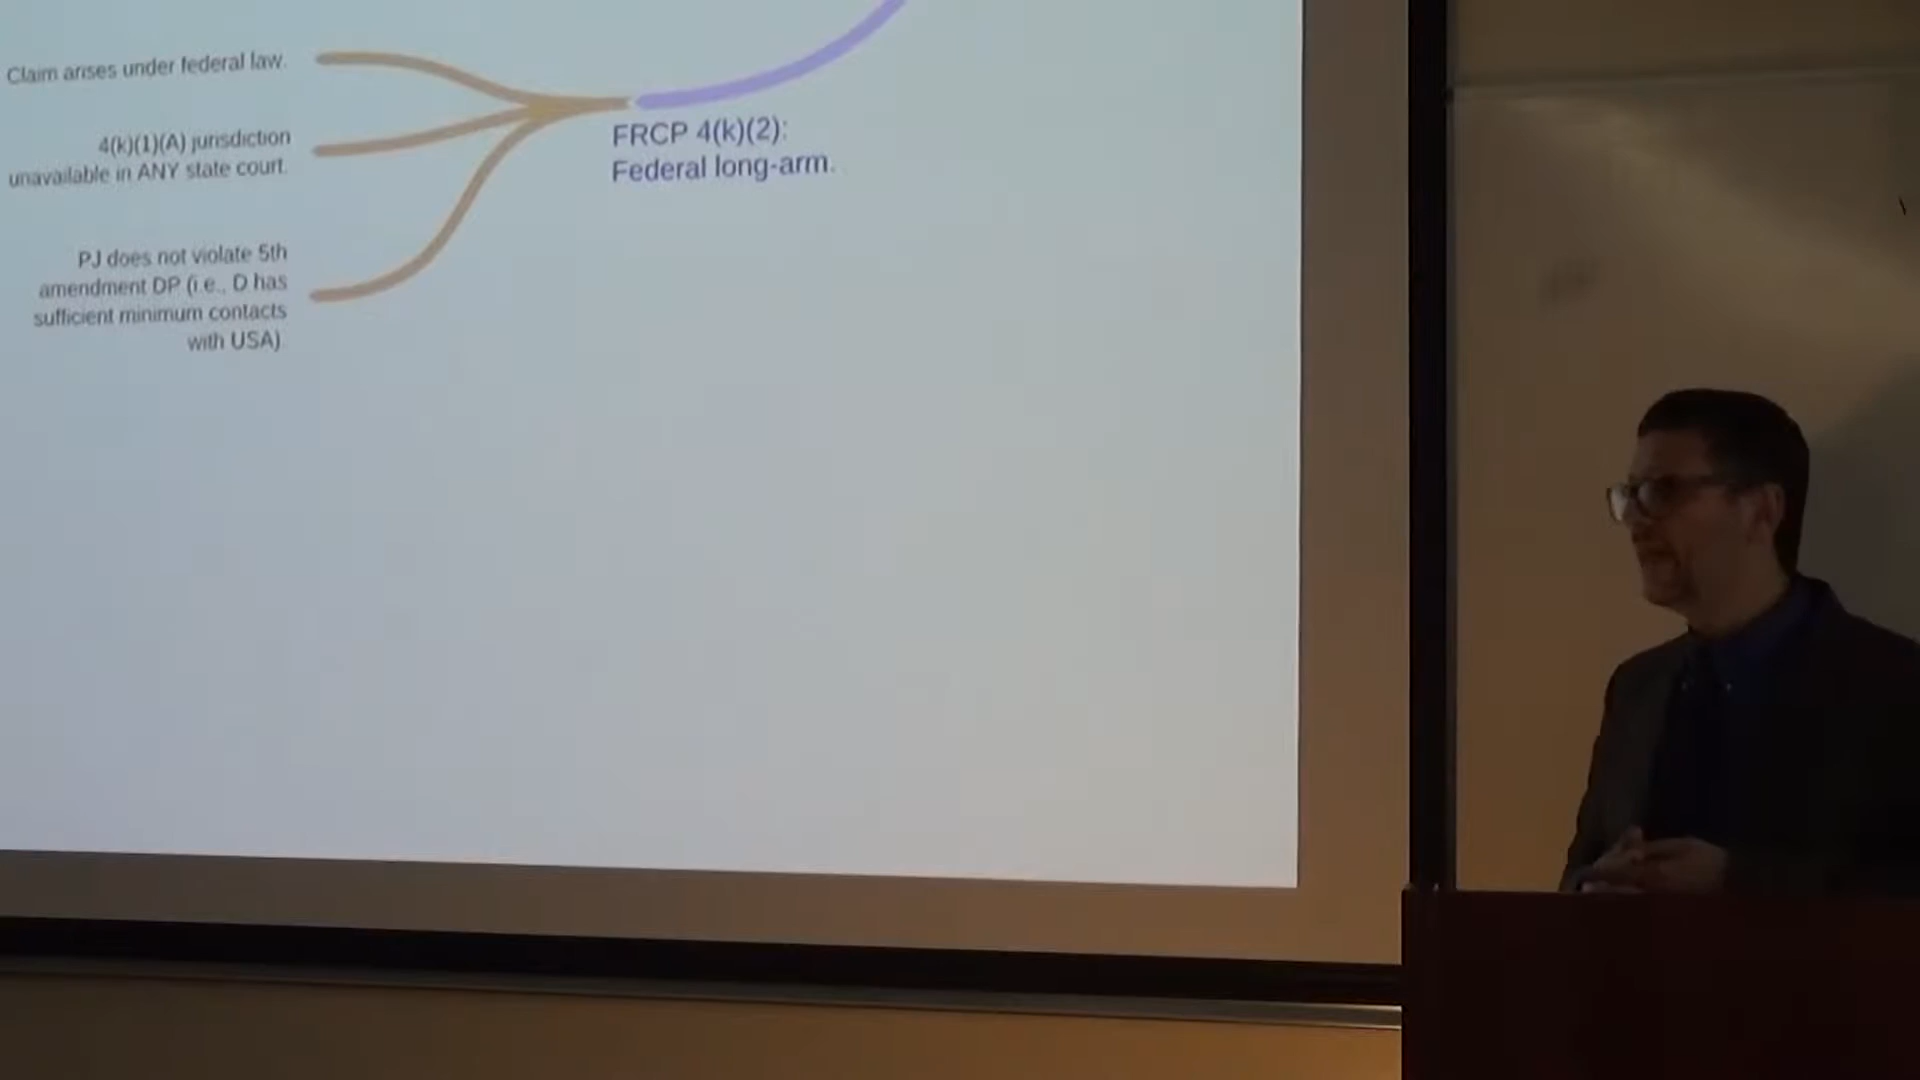 Claim arises under federal law.
4(k)(1)(A) jurisdiction
unavailable in ANY state court.
PJ does not violate 5th
amendment DP (i.e., D has
sufficient minimum contacts
with USA).
FRCP 4(k)(2):
Federal long-arm.